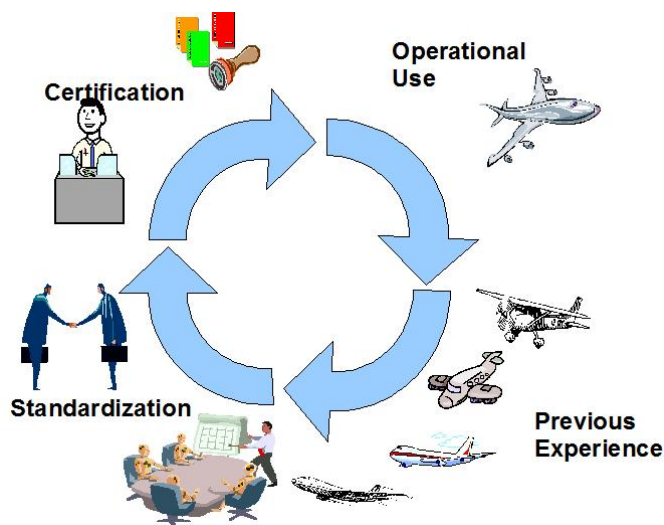 Operational
Use
Certification
Standardization
Previous
Experience